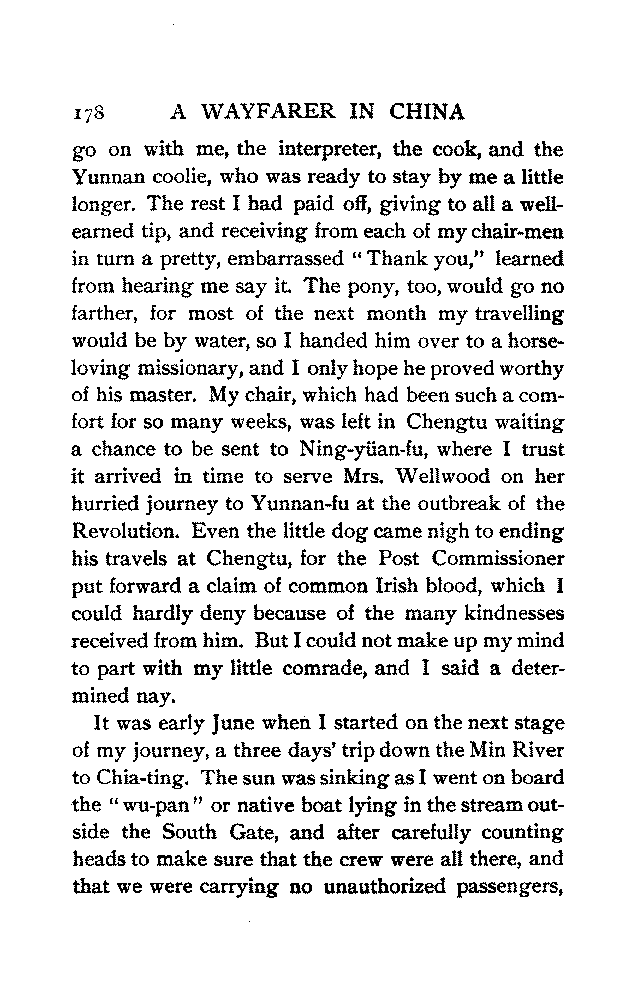 178 A WAYFARER IN CHINA
go on with me, the interpreter, the cook, and the
Yunnan coolie, who was ready to stay by me a little
longer. The rest I had paid off, giving to all a well-
earned tip, and receiving from each of my chair-men
in turn a pretty, embarrassed "Thank you," learned
from hearing me say it. The pony, too, would go no
farther, for most of the next month my travelling
would be by water, so I handed him over to a horse-
loving missionary, and I only hope he proved worthy
of his master. My chair, which had been such a com-
fort for so many weeks, was left in Chengtu waiting
a chance to be sent to Ning-yüan-fu, where I trust
it arrived in time to serve Mrs. Wellwood on her
hurried journey to Yunnan-fu at the outbreak of the
Revolution. Even the little dog came nigh to ending
his travels at Chengtu, for the Post Commissioner
put forward a claim of common Irish blood, which I
could hardly deny because of the many kindnesses
received from him. But I could not make up my mind
to part with my little comrade, and I said a deter-
mined nay.
It was early June when I started on the next stage
of my journey, a three days' trip down the Min River
to Chia-ting. The sun was sinking as I went on board
the "wu-pan" or native boat lying in the stream out-
side the South Gate, and after carefully counting
heads to make sure that the crew were all there, and
that we were carrying no unauthorized passengers,